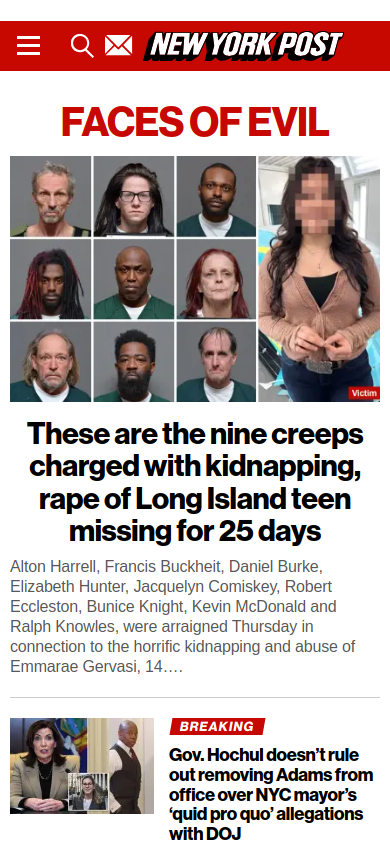 NEW YORK POST
FACES OF EVIL
Victim
These are the nine creeps
charged with kidnapping,
rape of Long Island teen
missing for 25 days
Alton Harrell, Francis Buckheit, Daniel Burke,
Elizabeth Hunter, Jacquelyn Comiskey, Robert
Eccleston, Bunice Knight, Kevin McDonald and
Ralph Knowles, were arraigned Thursday in
connection to the horrific kidnapping and abuse of
Emmarae Gervasi, 14….
BREAKING
Gov. Hochul doesn’t rule
out removing Adams from
office over NYC mayor’s
‘quid pro quo’ allegations
with DOJ